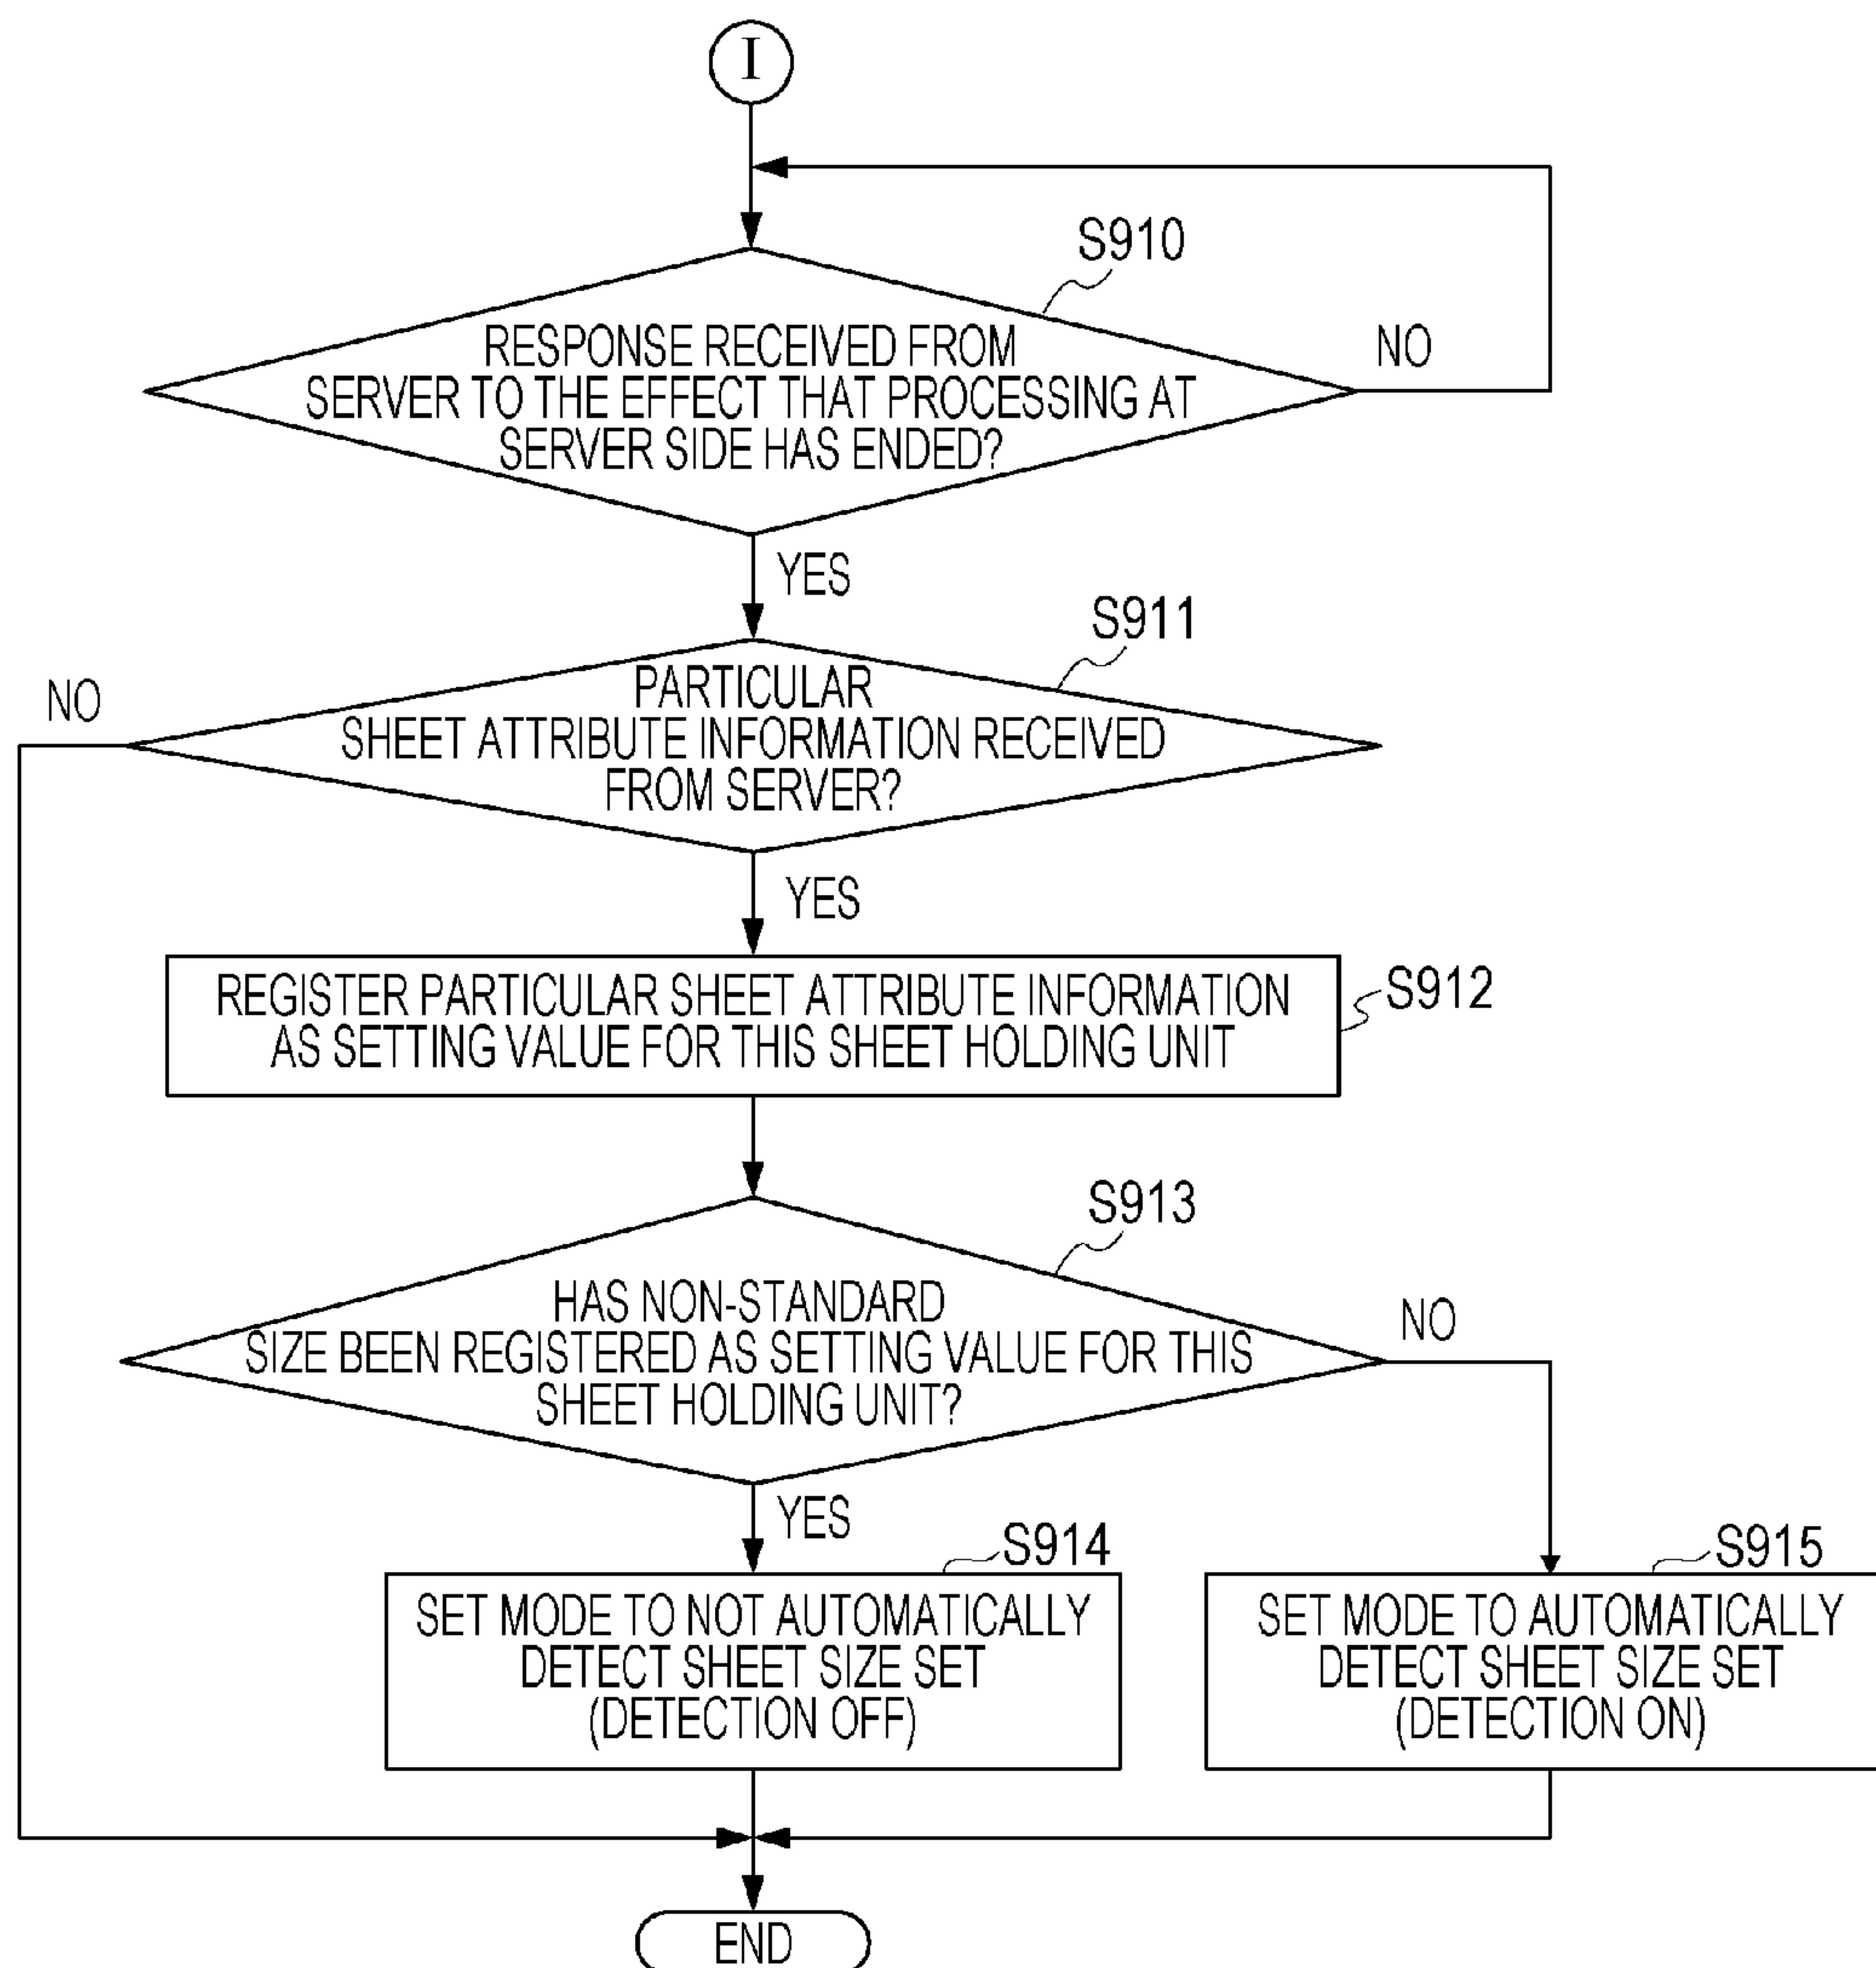 I
S910
RESPONSE RECEIVED FROM
SERVER TO THE EFFECT THAT PROCESSING AT
SERVER SIDE HAS ENDED?
NO
YES
S911
PARTICULAR
SHEET ATTRIBUTE INFORMATION RECEIVED
FROM SERVER?
NO
YES
REGISTER PARTICULAR SHEET ATTRIBUTE INFORMATION
AS SETTING VALUE FOR THIS SHEET HOLDING UNIT
S912
S913
HAS NON-STANDARD
SIZE BEEN REGISTERED AS SETTING VALUE FOR THIS
SHEET HOLDING UNIT?
NO
YES
S914
SET MODE TO NOT AUTOMATICALLY
DETECT SHEET SIZE SET
(DETECTION OFF)
S915
SET MODE TO AUTOMATICALLY
DETECT SHEET SIZE SET
(DETECTION ON)
END